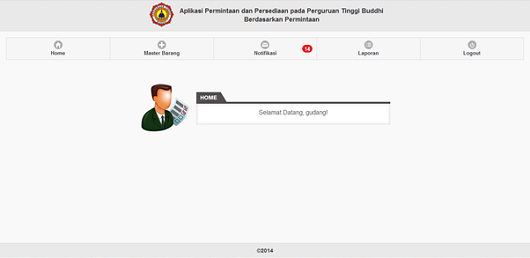 Aplikasi Permintaan dan Persediaan pada Perguruan Tinggi Buddhi
Berdasarkan Permintaan
Home
Master Barang
Notifikasi
14
Laporan
Logout
HOME
Selamat Datang, gudang!
©2014